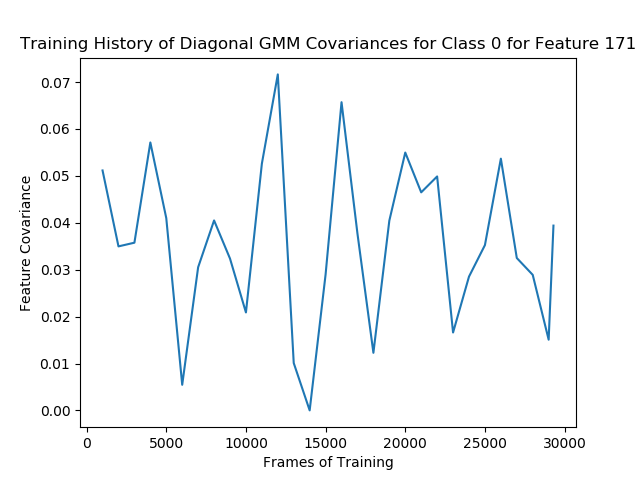 Training History of Diagonal GMM Covariances for Class 0 for Feature 171
0.07
0.06
0.05
0.04
0.03
0.02
0.01
0.00
Feature Covariance
0 5000 10000 15000 20000 25000 30000
Frames of Training